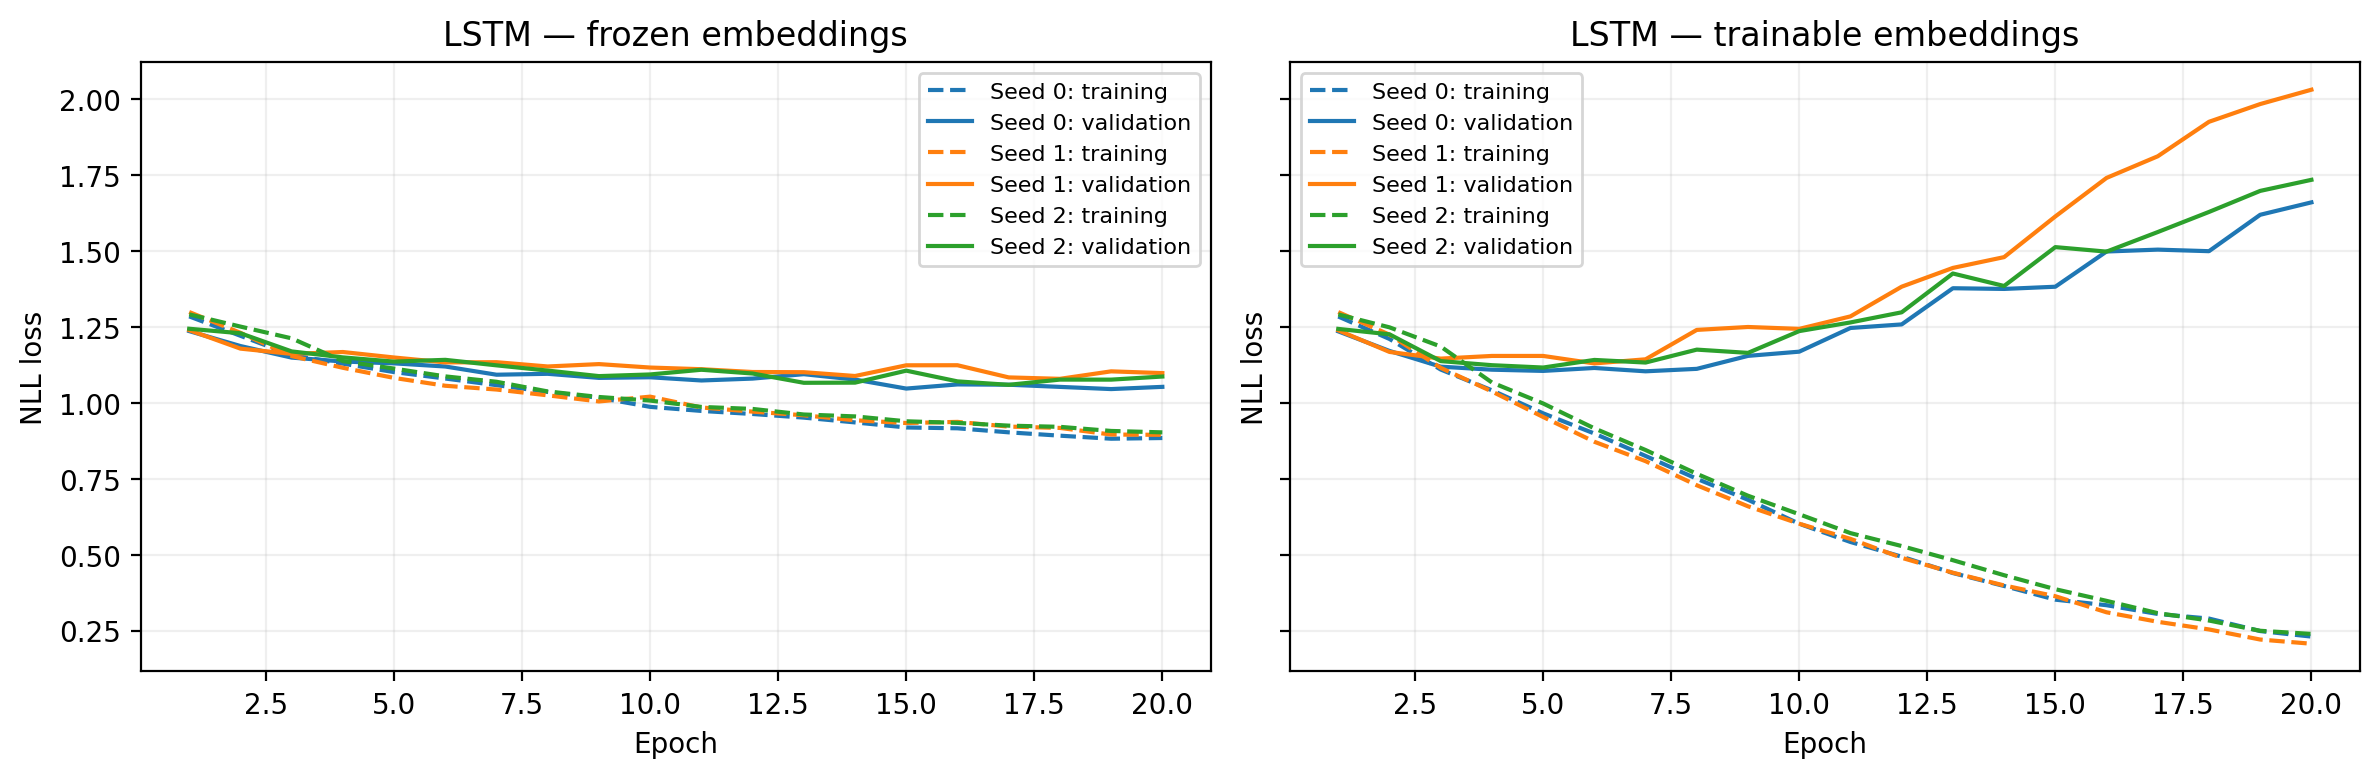 LSTM — frozen embeddings
NLL loss
2.00
1.75
1.50
1.25
1.00
0.75
0.50
0.25
Seed 0: training
Seed 0: validation
Seed 1: training
Seed 1: validation
Seed 2: training
Seed 2: validation
2.5 5.0 7.5 10.0 12.5 15.0 17.5 20.0
Epoch
LSTM — trainable embeddings
NLL loss
Seed 0: training
Seed 0: validation
Seed 1: training
Seed 1: validation
Seed 2: training
Seed 2: validation
2.5 5.0 7.5 10.0 12.5 15.0 17.5 20.0
Epoch